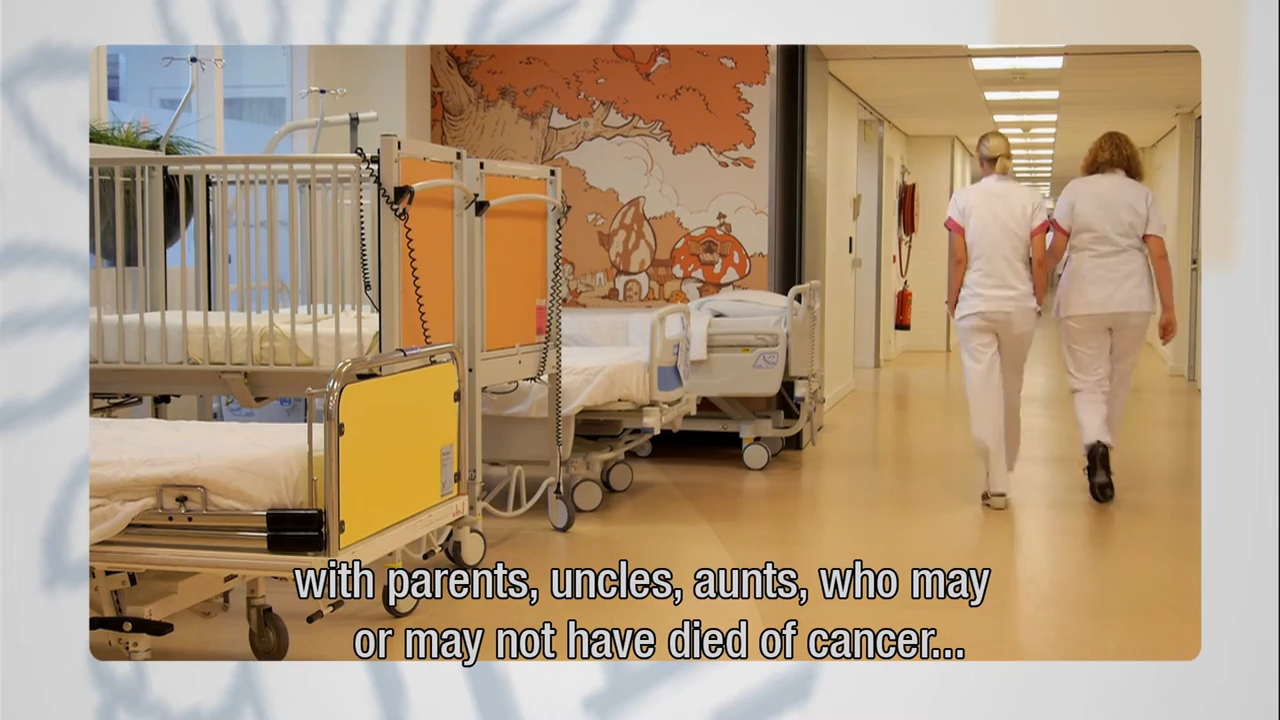 with parents, uncles, aunts, who may
or may not have died of cancer...